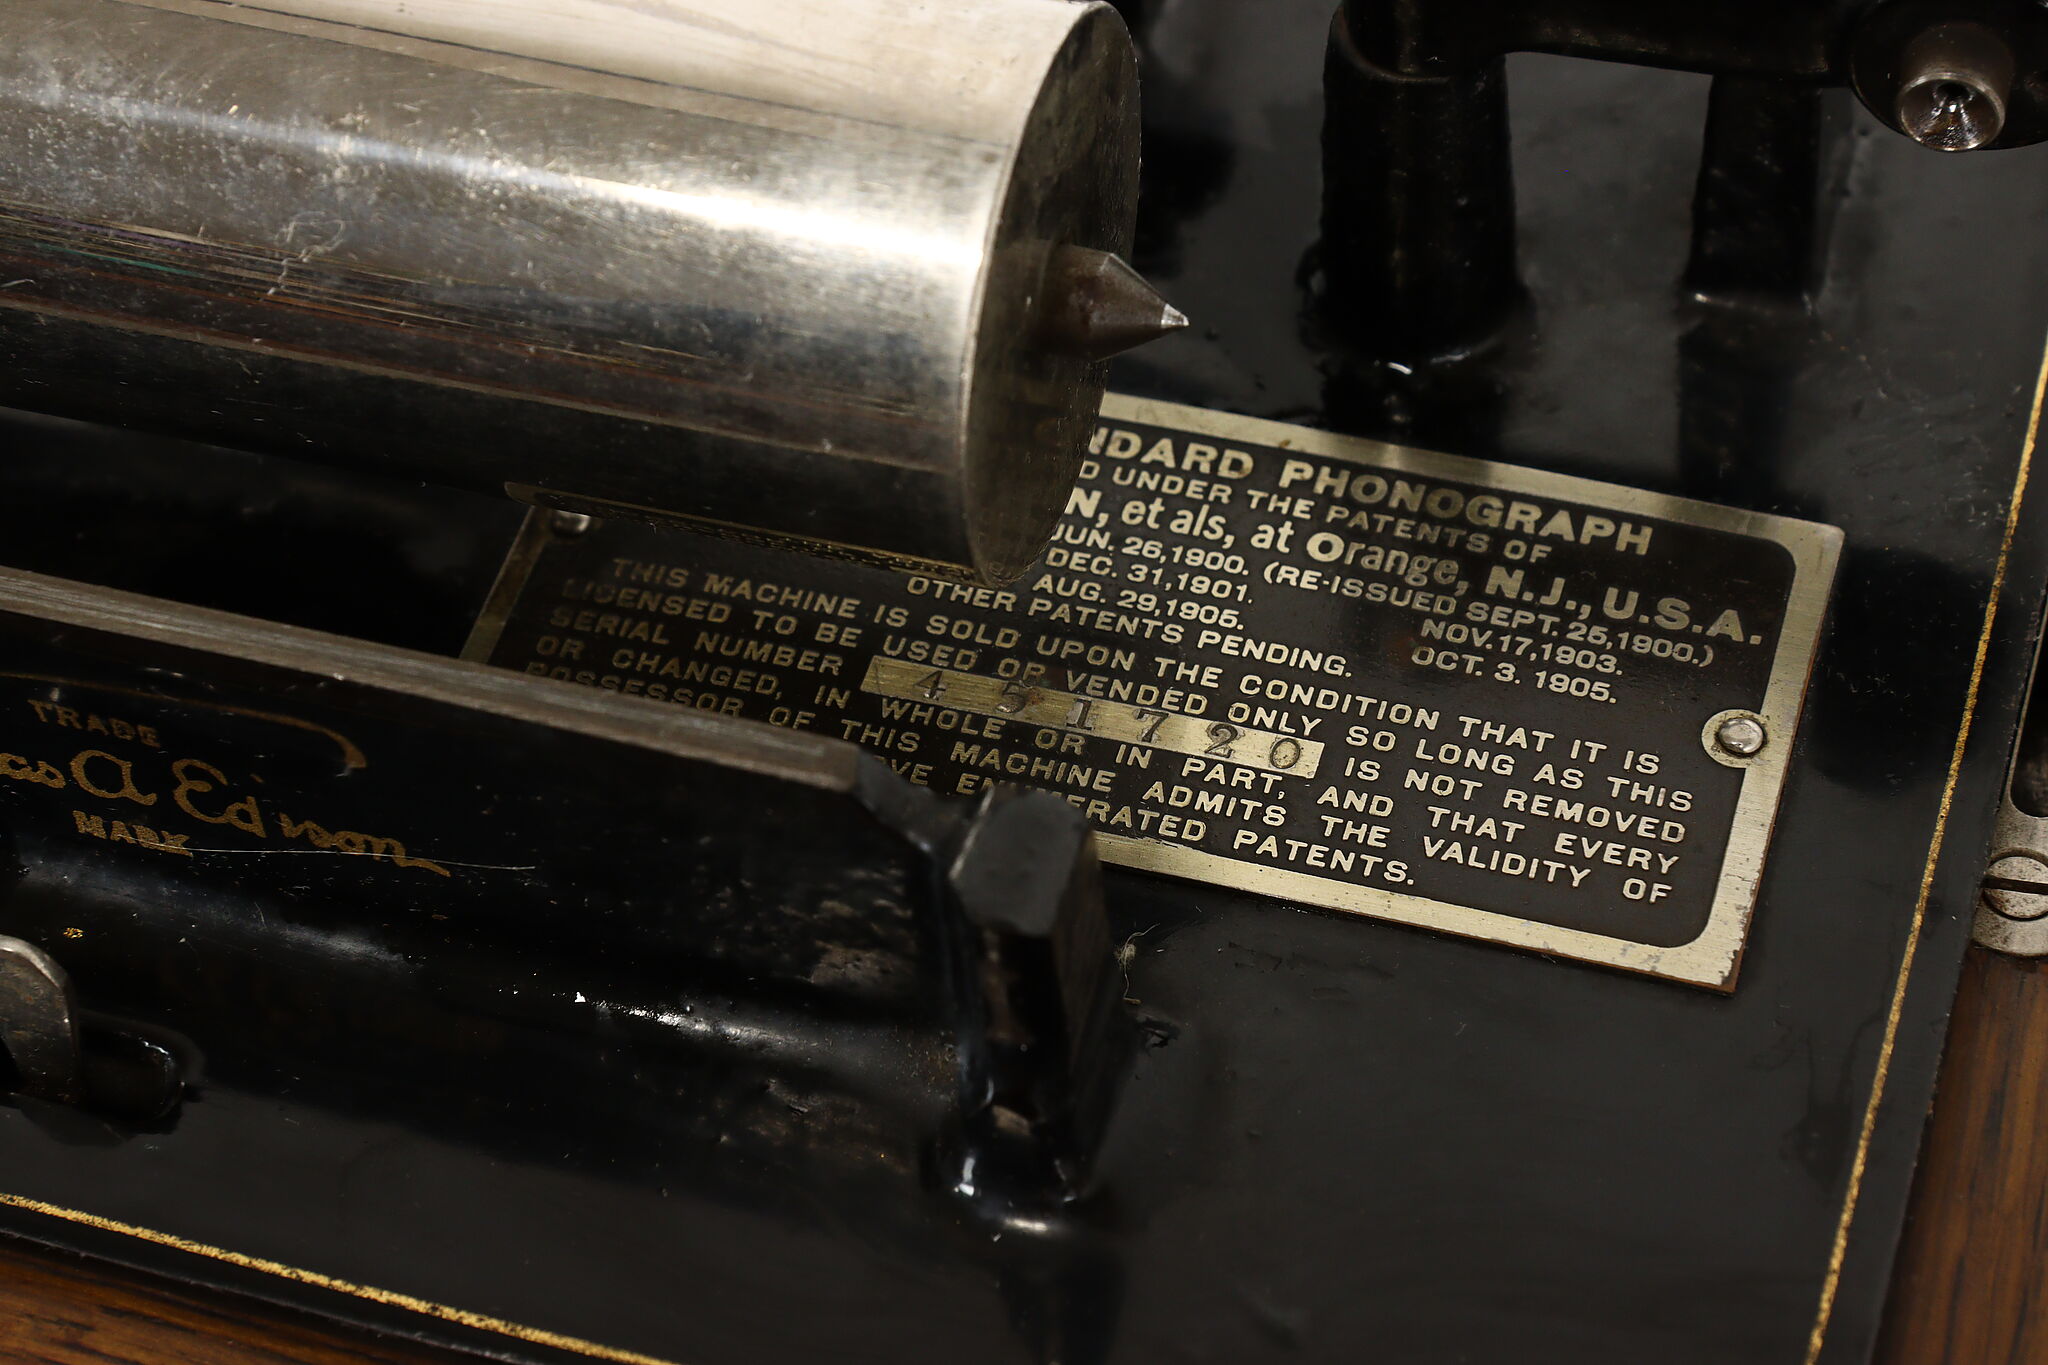 NDARD PHONOGRAPH
D UNDER THE PATENTS OF
N, et als, at Orange, N.J., U.S.A.
JUN. 26, 1900. (RE-ISSUED SEPT. 25, 1900.)
DEC. 31, 1901. NOV. 17, 1903.
AUG. 29, 1905. OCT. 3. 1905.
OTHER PATENTS PENDING.
THIS MACHINE IS SOLD UPON THE CONDITION THAT IT IS
LICENSED TO BE USED OR VENDED ONLY SO LONG AS THIS
SERIAL NUMBER 451720 IS NOT REMOVED
OR CHANGED, IN WHOLE OR IN PART, AND THAT EVERY
POSSESSOR OF THIS MACHINE ADMITS THE VALIDITY OF
OVE ENUMERATED PATENTS.
TRADE
as A Edison
MARK